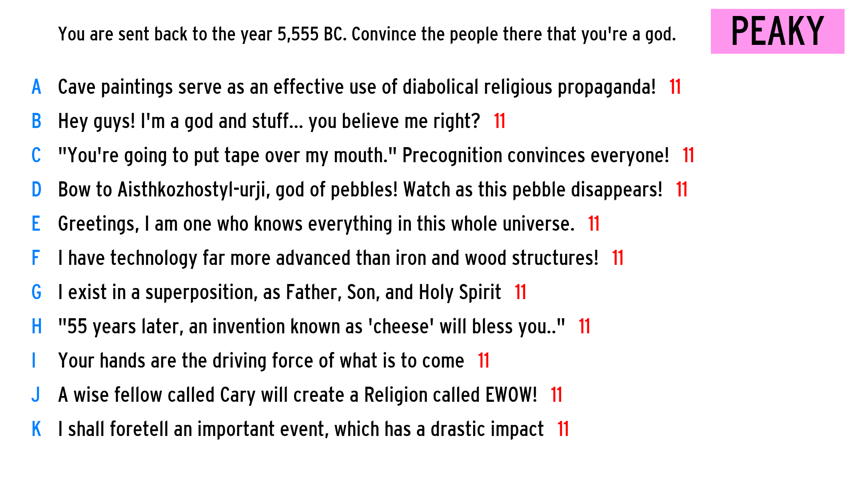 You are sent back to the year 5,555 BC. Convince the people there that you're a god.
PEAKY
A Cave paintings serve as an effective use of diabolical religious propaganda! 11
B Hey guys! I'm a god and stuff... you believe me right? 11
C "You're going to put tape over my mouth." Precognition convinces everyone! 11
D Bow to Aisthkozhostyl-urji, god of pebbles! Watch as this pebble disappears! 11
E Greetings, I am one who knows everything in this whole universe. 11
F I have technology far more advanced than iron and wood structures! 11
G I exist in a superposition, as Father, Son, and Holy Spirit 11
H "55 years later, an invention known as 'cheese' will bless you.." 11
I Your hands are the driving force of what is to come 11
J A wise fellow called Cary will create a Religion called EWOW! 11
K I shall foretell an important event, which has a drastic impact 11